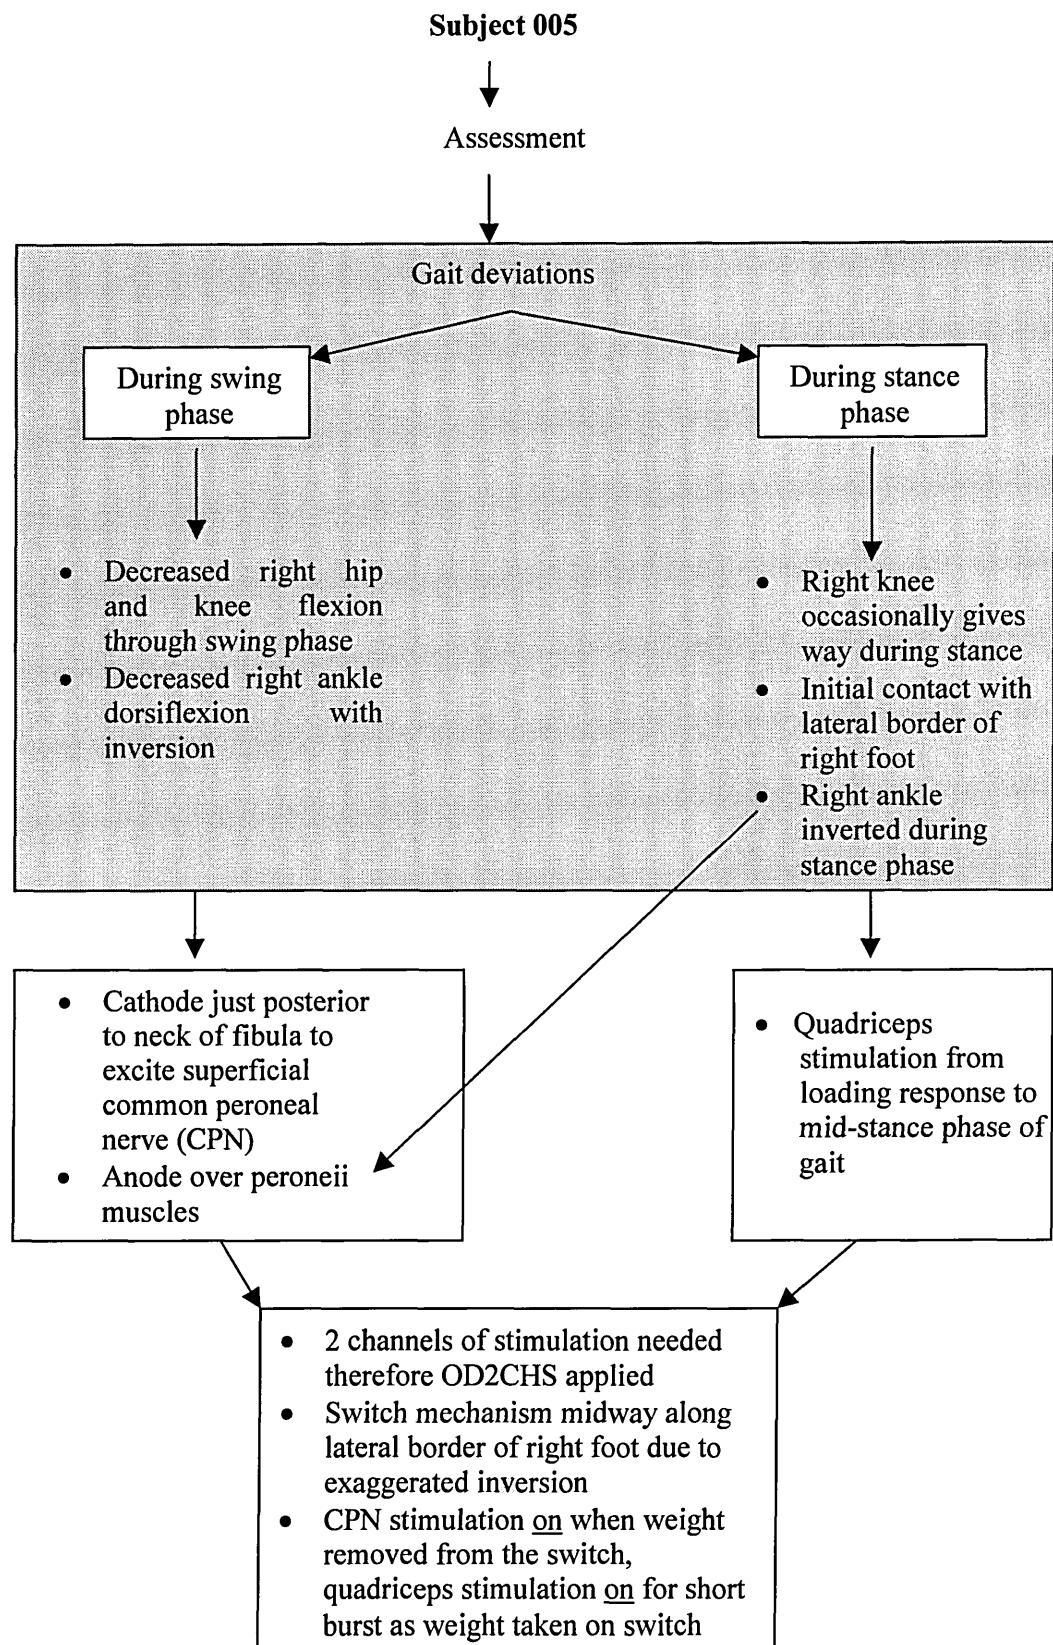 Subject 005
Assessment
Gait deviations
During swing
phase
During stance
phase
• Decreased right hip
and knee flexion
through swing phase
• Decreased right ankle
dorsiflexion with
inversion
• Right knee
occasionally gives
way during stance
• Initial contact with
lateral border of
right foot
• Right ankle
inverted during
stance phase
• Cathode just posterior
to neck of fibula to
excite superficial
common peroneal
nerve (CPN)
• Anode over peroneii
muscles
• Quadriceps
stimulation from
loading response to
mid-stance phase of
gait
• 2 channels of stimulation needed
therefore OD2CHS applied
• Switch mechanism midway along
lateral border of right foot due to
exaggerated inversion
• CPN stimulation on when weight
removed from the switch,
quadriceps stimulation on for short
burst as weight taken on switch